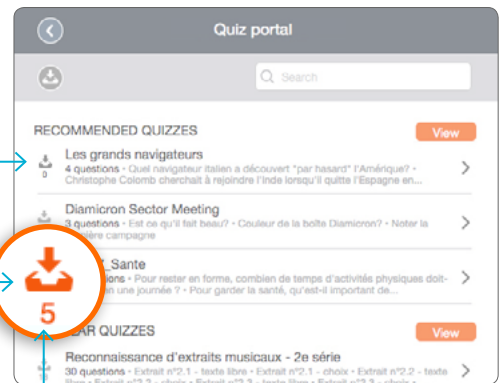 Quiz portal
Search
RECOMMENDED QUIZZES
View
Les grands navigateurs
4 questions - Quel navigateur italien a découvert "par hasard" l'Amérique? -
Christophe Colomb cherchait à rejoindre l'Inde lorsqu'il quitte l'Espagne en...
Diamicron Sector Meeting
3 questions - Est ce qu'il fait beau? - Couleur de la boîte Diamicron? - Noter la
campagne
_Sante
- Pour rester en forme, combien de temps d'activités physiques doit-
en une journée ? - Pour garder la santé, qu'est-il important de...
5
QUIZZES
View
Reconnaissance d'extraits musicaux - 2e série
30 questions - Extrait n°2.1 - texte libre - Extrait n°2.1 - choix - Extrait n°2.2 - texte